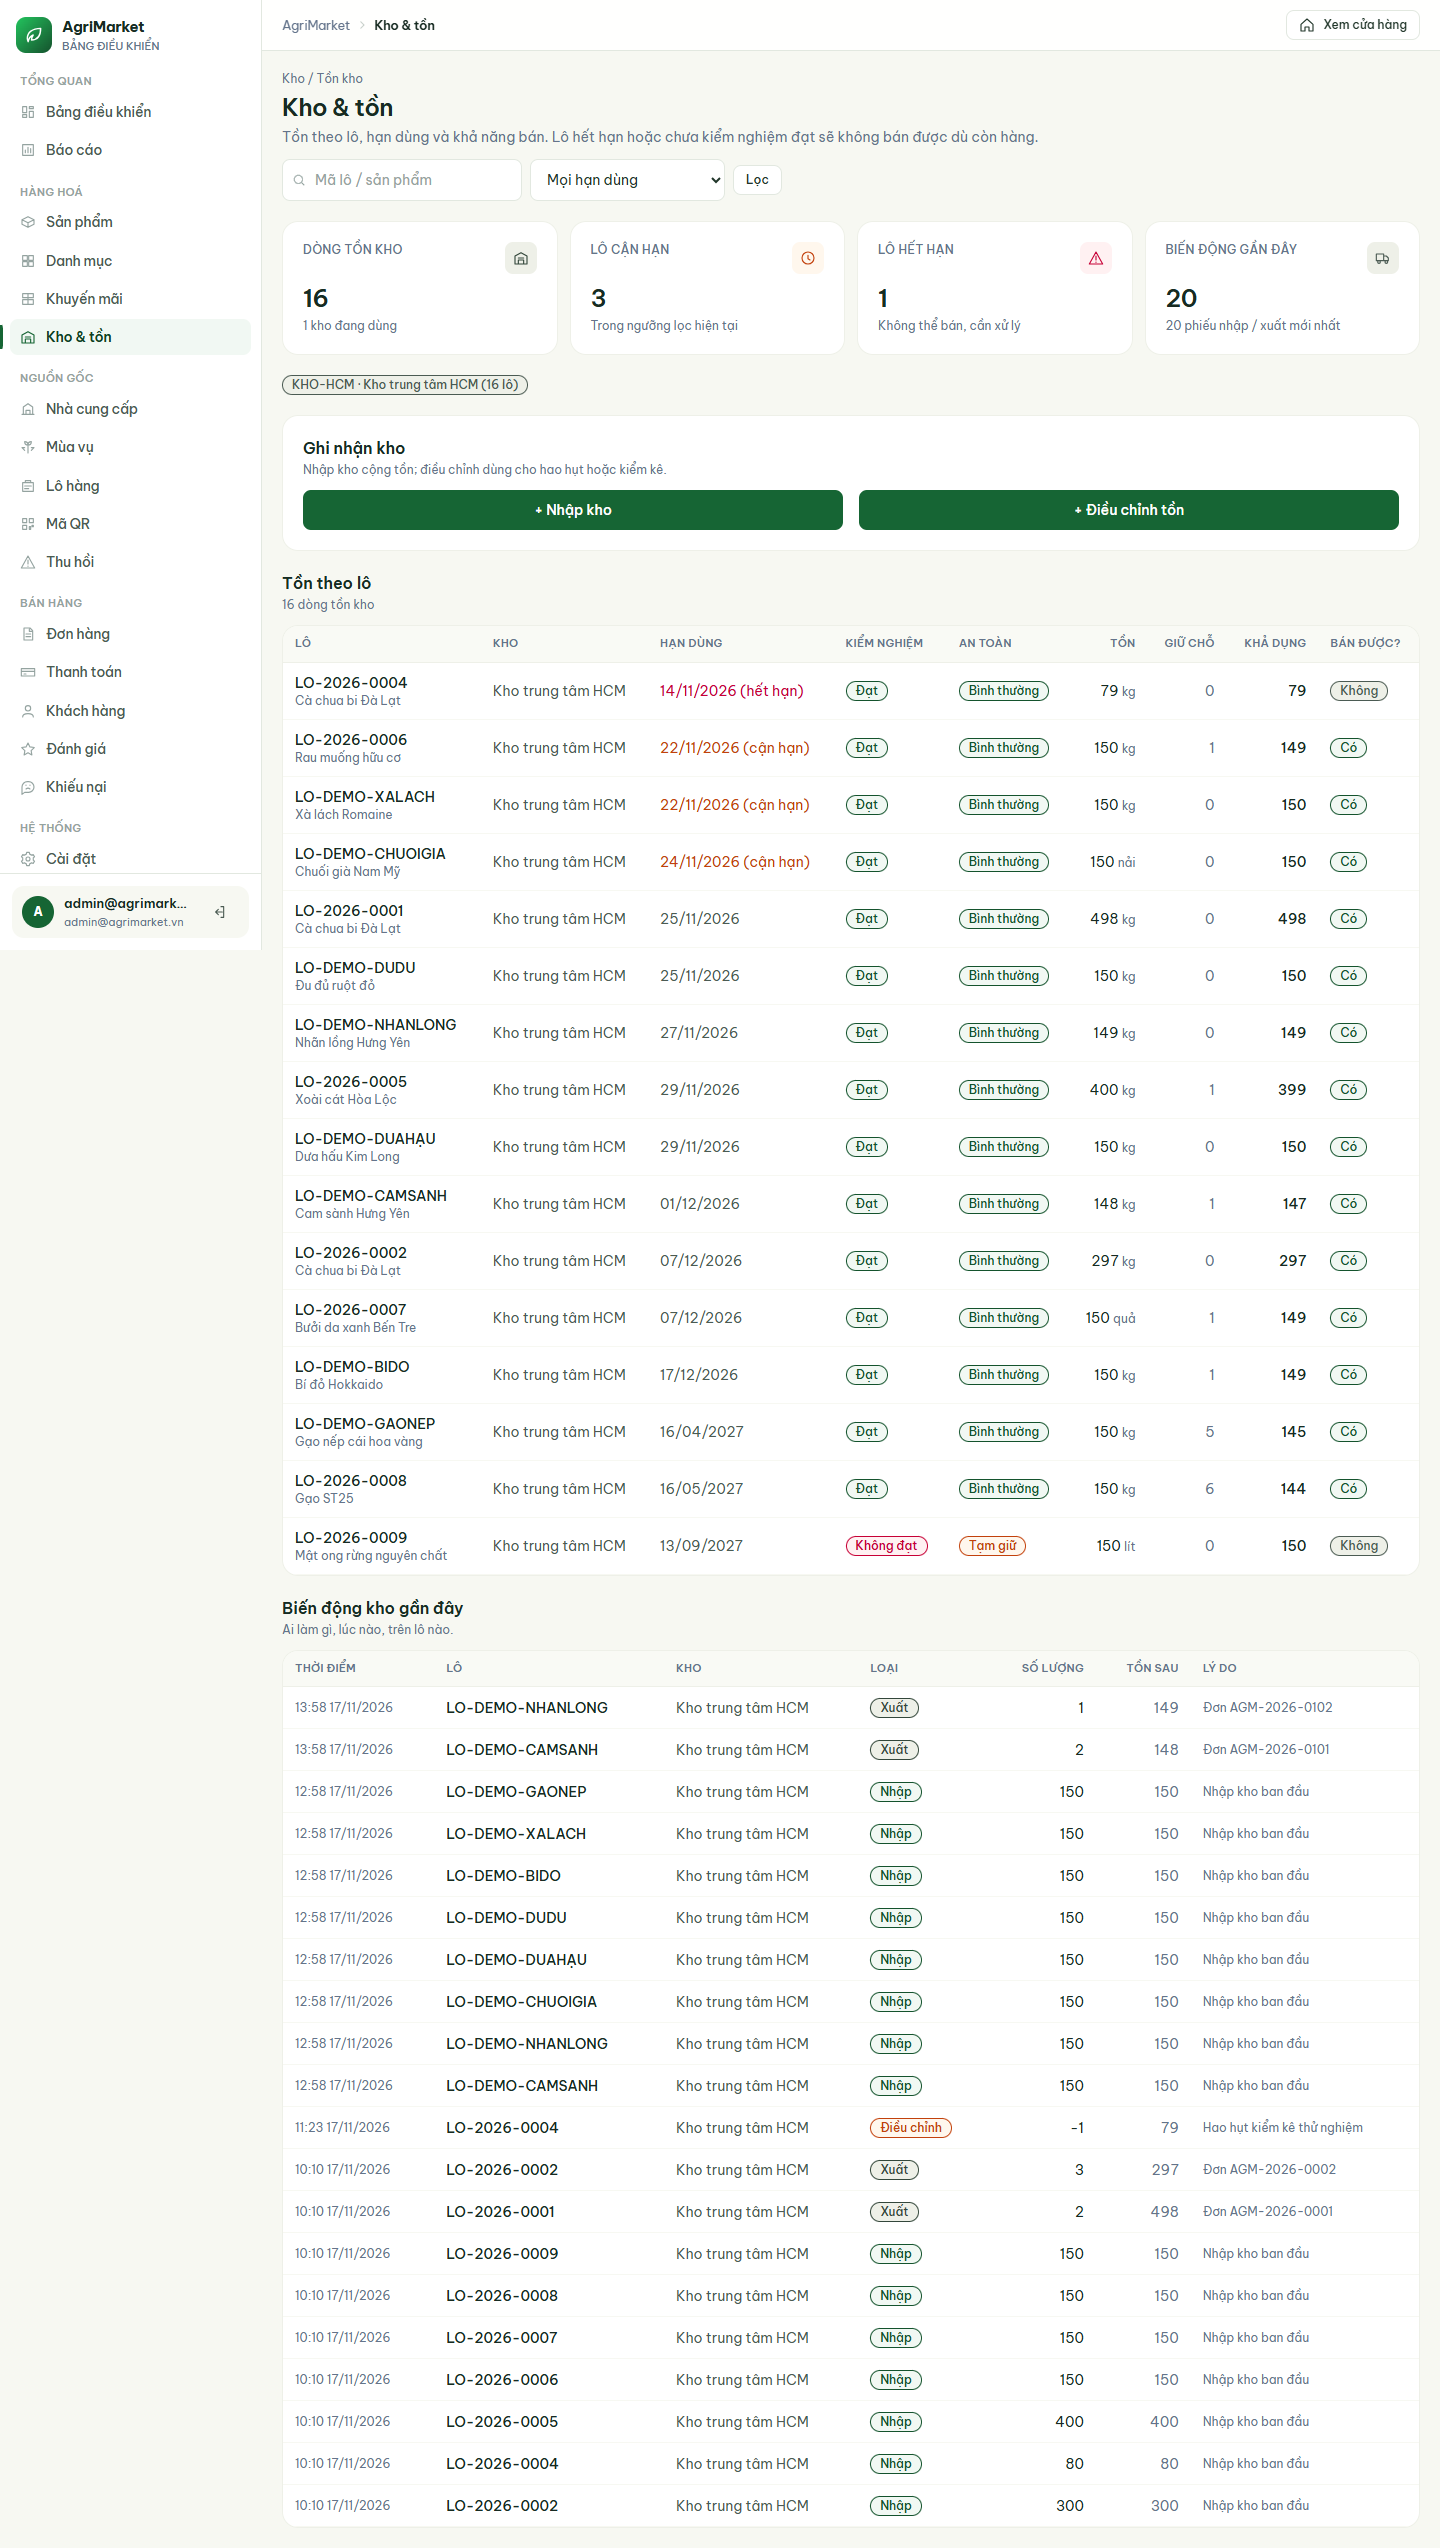 AgriMarket
BẢNG ĐIỀU KHIỂN
TỔNG QUAN
Bảng điều khiển
Báo cáo
HÀNG HOÁ
Sản phẩm
Danh mục
Khuyến mãi
Kho & tồn
NGUỒN GỐC
Nhà cung cấp
Mùa vụ
Lô hàng
Mã QR
Thu hồi
BÁN HÀNG
Đơn hàng
Thanh toán
Khách hàng
Đánh giá
Khiếu nại
HỆ THỐNG
Cài đặt
A
admin@agrimark...
admin@agrimarket.vn
AgriMarket > Kho & tồn
Xem cửa hàng
Kho / Tồn kho
Kho & tồn
Tồn theo lô, hạn dùng và khả năng bán. Lô hết hạn hoặc chưa kiểm nghiệm đạt sẽ không bán được dù còn hàng.
Mã lô / sản phẩm
Mọi hạn dùng
Lọc
DÒNG TỒN KHO
16
1 kho đang dùng
LÔ CẬN HẠN
3
Trong ngưỡng lọc hiện tại
LÔ HẾT HẠN
1
Không thể bán, cần xử lý
BIẾN ĐỘNG GẦN ĐÂY
20
20 phiếu nhập / xuất mới nhất
KHO-HCM · Kho trung tâm HCM (16 lô)
Ghi nhận kho
Nhập kho cộng tồn; điều chỉnh dùng cho hao hụt hoặc kiểm kê.
+ Nhập kho
+ Điều chỉnh tồn
Tồn theo lô
16 dòng tồn kho
LÔ KHO HẠN DÙNG KIỂM NGHIỆM AN TOÀN TỒN GIỮ CHỖ KHẢ DỤNG BÁN ĐƯỢC?
LO-2026-0004 Kho trung tâm HCM 14/11/2026 (hết hạn) Đạt Bình thường 79 kg 0 79 Không
Cà chua bi Đà Lạt
LO-2026-0006 Kho trung tâm HCM 22/11/2026 (cận hạn) Đạt Bình thường 150 kg 1 149 Có
Rau muống hữu cơ
LO-DEMO-XALACH Kho trung tâm HCM 22/11/2026 (cận hạn) Đạt Bình thường 150 kg 0 150 Có
Xà lách Romaine
LO-DEMO-CHUOIGIA Kho trung tâm HCM 24/11/2026 (cận hạn) Đạt Bình thường 150 nải 0 150 Có
Chuối già Nam Mỹ
LO-2026-0001 Kho trung tâm HCM 25/11/2026 Đạt Bình thường 498 kg 0 498 Có
Cà chua bi Đà Lạt
LO-DEMO-DUDU Kho trung tâm HCM 25/11/2026 Đạt Bình thường 150 kg 0 150 Có
Đu đủ ruột đỏ
LO-DEMO-NHANLONG Kho trung tâm HCM 27/11/2026 Đạt Bình thường 149 kg 0 149 Có
Nhãn lồng Hưng Yên
LO-2026-0005 Kho trung tâm HCM 29/11/2026 Đạt Bình thường 400 kg 1 399 Có
Xoài cát Hòa Lộc
LO-DEMO-DUAHẠU Kho trung tâm HCM 29/11/2026 Đạt Bình thường 150 kg 0 150 Có
Dưa hấu Kim Long
LO-DEMO-CAMSANH Kho trung tâm HCM 01/12/2026 Đạt Bình thường 148 kg 1 147 Có
Cam sành Hưng Yên
LO-2026-0002 Kho trung tâm HCM 07/12/2026 Đạt Bình thường 297 kg 0 297 Có
Cà chua bi Đà Lạt
LO-2026-0007 Kho trung tâm HCM 07/12/2026 Đạt Bình thường 150 quả 1 149 Có
Bưởi da xanh Bến Tre
LO-DEMO-BIDO Kho trung tâm HCM 17/12/2026 Đạt Bình thường 150 kg 1 149 Có
Bí đỏ Hokkaido
LO-DEMO-GAONEP Kho trung tâm HCM 16/04/2027 Đạt Bình thường 150 kg 5 145 Có
Gạo nếp cái hoa vàng
LO-2026-0008 Kho trung tâm HCM 16/05/2027 Đạt Bình thường 150 kg 6 144 Có
Gạo ST25
LO-2026-0009 Kho trung tâm HCM 13/09/2027 Không đạt Tạm giữ 150 lít 0 150 Không
Mật ong rừng nguyên chất
Biến động kho gần đây
Ai làm gì, lúc nào, trên lô nào.
THỜI ĐIỂM LÔ KHO LOẠI SỐ LƯỢNG TỒN SAU LÝ DO
13:58 17/11/2026 LO-DEMO-NHANLONG Kho trung tâm HCM Xuất 1 149 Đơn AGM-2026-0102
13:58 17/11/2026 LO-DEMO-CAMSANH Kho trung tâm HCM Xuất 2 148 Đơn AGM-2026-0101
12:58 17/11/2026 LO-DEMO-GAONEP Kho trung tâm HCM Nhập 150 150 Nhập kho ban đầu
12:58 17/11/2026 LO-DEMO-XALACH Kho trung tâm HCM Nhập 150 150 Nhập kho ban đầu
12:58 17/11/2026 LO-DEMO-BIDO Kho trung tâm HCM Nhập 150 150 Nhập kho ban đầu
12:58 17/11/2026 LO-DEMO-DUDU Kho trung tâm HCM Nhập 150 150 Nhập kho ban đầu
12:58 17/11/2026 LO-DEMO-DUAHẠU Kho trung tâm HCM Nhập 150 150 Nhập kho ban đầu
12:58 17/11/2026 LO-DEMO-CHUOIGIA Kho trung tâm HCM Nhập 150 150 Nhập kho ban đầu
12:58 17/11/2026 LO-DEMO-NHANLONG Kho trung tâm HCM Nhập 150 150 Nhập kho ban đầu
12:58 17/11/2026 LO-DEMO-CAMSANH Kho trung tâm HCM Nhập 150 150 Nhập kho ban đầu
11:23 17/11/2026 LO-2026-0004 Kho trung tâm HCM Điều chỉnh -1 79 Hao hụt kiểm kê thử nghiệm
10:10 17/11/2026 LO-2026-0002 Kho trung tâm HCM Xuất 3 297 Đơn AGM-2026-0002
10:10 17/11/2026 LO-2026-0001 Kho trung tâm HCM Xuất 2 498 Đơn AGM-2026-0001
10:10 17/11/2026 LO-2026-0009 Kho trung tâm HCM Nhập 150 150 Nhập kho ban đầu
10:10 17/11/2026 LO-2026-0008 Kho trung tâm HCM Nhập 150 150 Nhập kho ban đầu
10:10 17/11/2026 LO-2026-0007 Kho trung tâm HCM Nhập 150 150 Nhập kho ban đầu
10:10 17/11/2026 LO-2026-0006 Kho trung tâm HCM Nhập 150 150 Nhập kho ban đầu
10:10 17/11/2026 LO-2026-0005 Kho trung tâm HCM Nhập 400 400 Nhập kho ban đầu
10:10 17/11/2026 LO-2026-0004 Kho trung tâm HCM Nhập 80 80 Nhập kho ban đầu
10:10 17/11/2026 LO-2026-0002 Kho trung tâm HCM Nhập 300 300 Nhập kho ban đầu